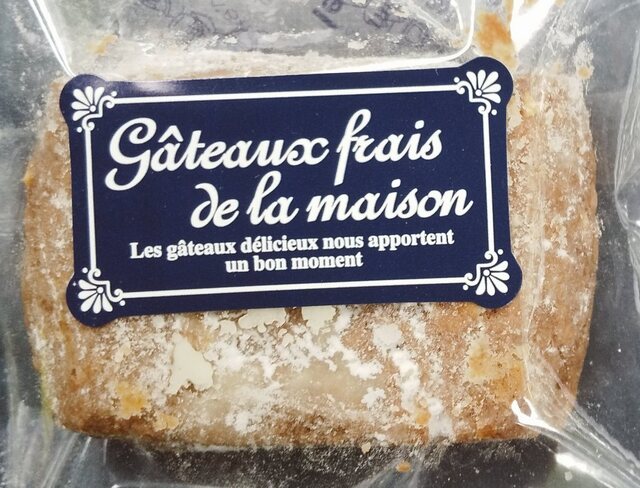 Gâteaux frais
de la maison
Les gâteaux délicieux nous apportent
un bon moment